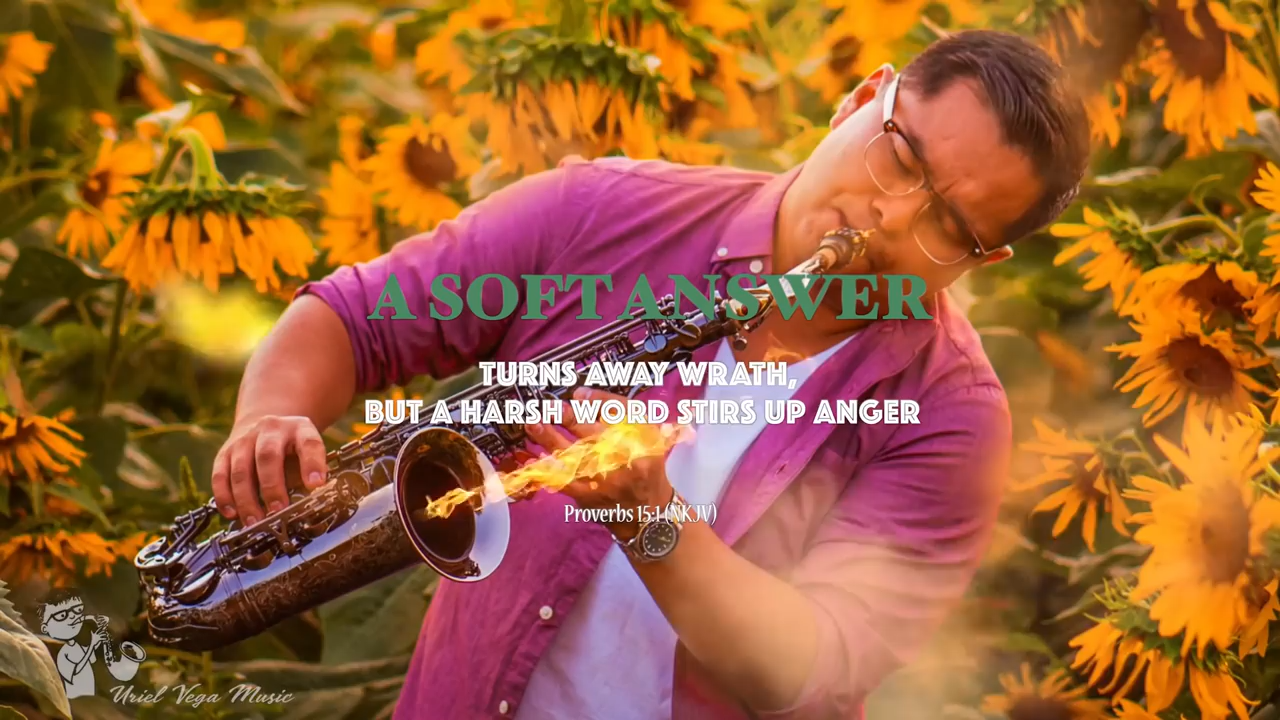 A SOFT ANSWER
TURNS AWAY WRATH,
BUT A HARSH WORD STIRS UP ANGER
Proverbs 15:1 (NKJV)
Uriel Vega Music